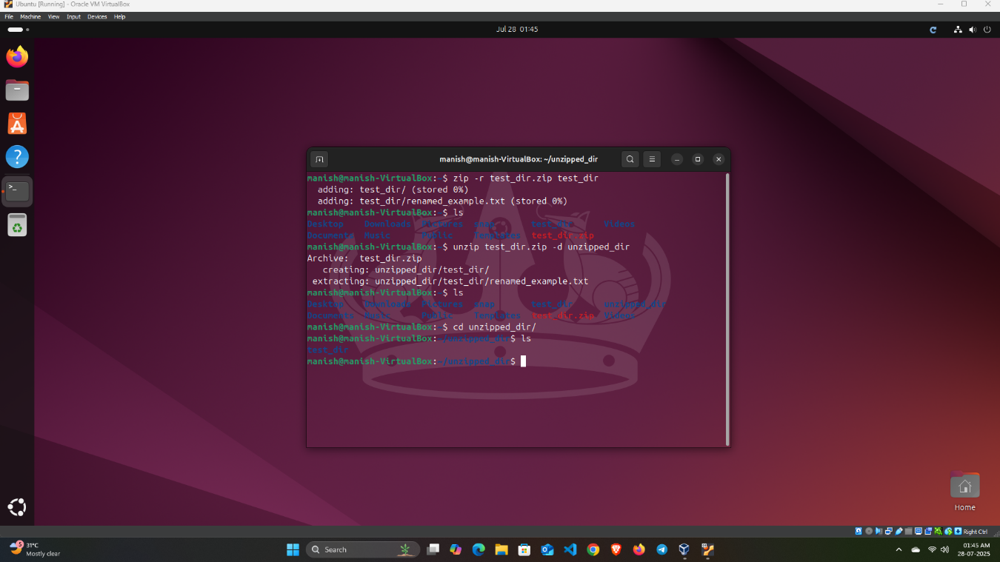 Ubuntu [Running] - Oracle VM VirtualBox
File Machine View Input Devices Help
Jul 28 01:45
manish@manish-VirtualBox: ~/unzipped_dir
manish@manish-VirtualBox:~$ zip -r test_dir.zip test_dir
adding: test_dir/ (stored 0%)
adding: test_dir/renamed_example.txt (stored 0%)
manish@manish-VirtualBox:~$ ls
Desktop Downloads Pictures snap test_dir Videos
Documents Music Public Templates test_dir.zip
manish@manish-VirtualBox:~$ unzip test_dir.zip -d unzipped_dir
Archive: test_dir.zip
creating: unzipped_dir/test_dir/
extracting: unzipped_dir/test_dir/renamed_example.txt
manish@manish-VirtualBox:~$ ls
Desktop Downloads Pictures snap test_dir unzipped_dir
Documents Music Public Templates test_dir.zip Videos
manish@manish-VirtualBox:~$ cd unzipped_dir/
manish@manish-VirtualBox:~/unzipped_dir$ ls
test_dir
manish@manish-VirtualBox:~/unzipped_dir$
Home
Right Ctrl
5
31°C
Mostly clear
Search
01:45 AM
28-07-2025